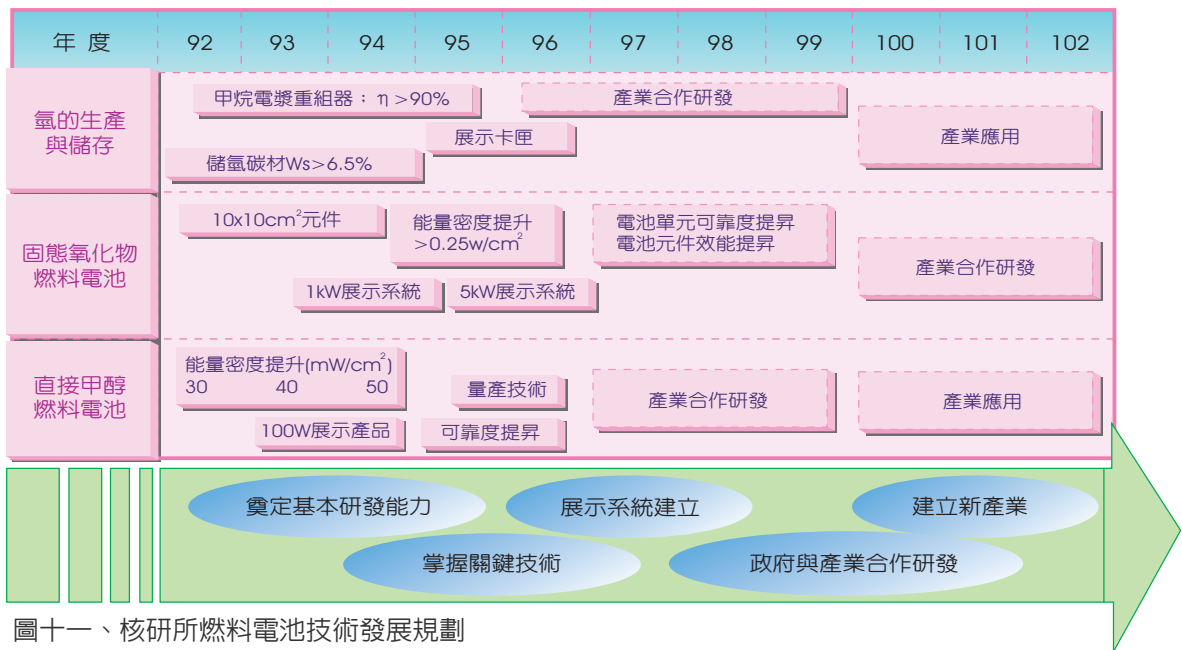 年 度 92 93 94 95 96 97 98 99 100 101 102
氫的生產
與儲存
甲烷電漿重組器：η >90%
產業合作研發
展示卡匣
產業應用
儲氫碳材Ws>6.5%
固態氧化物
燃料電池
10x10cm²元件
能量密度提升
>0.25w/cm²
電池單元可靠度提昇
電池元件效能提昇
產業合作研發
1kW展示系統
5kW展示系統
直接甲醇
燃料電池
能量密度提升(mW/cm²)
30 40 50
量產技術
產業合作研發
產業應用
100W展示產品
可靠度提昇
奠定基本研發能力
展示系統建立
建立新產業
掌握關鍵技術
政府與產業合作研發
圖十一、核研所燃料電池技術發展規劃